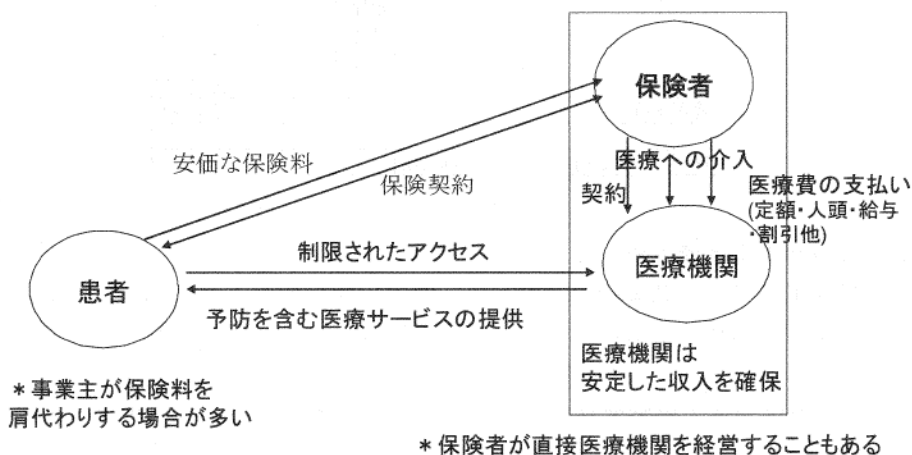 保険者
医療への介入
安価な保険料
保険契約
契約
医療費の支払い
(定額・人頭・給与
・割引他)
制限されたアクセス
医療機関
患者
予防を含む医療サービスの提供
医療機関は
安定した収入を確保
*事業主が保険料を
肩代わりする場合が多い
*保険者が直接医療機関を経営することもある